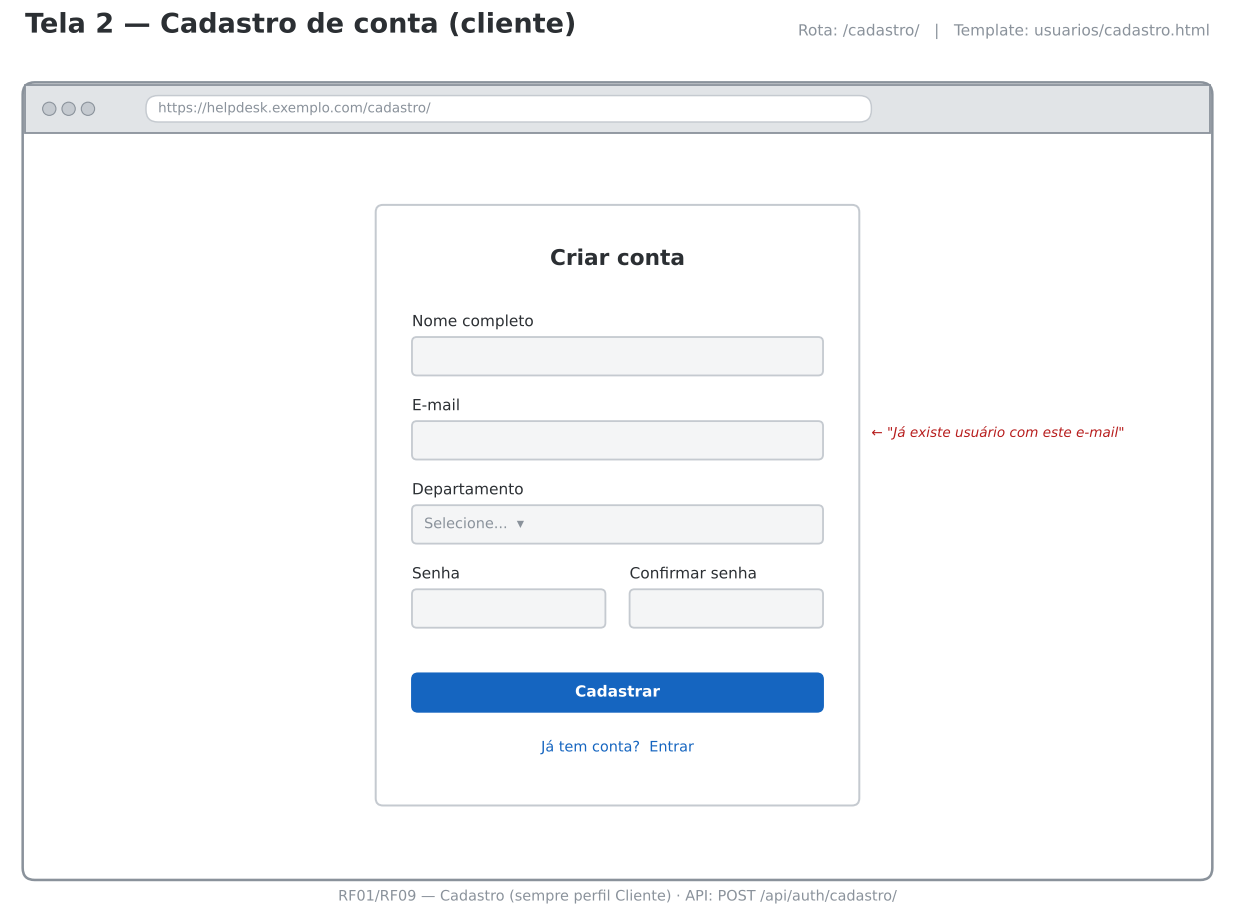 Tela 2 — Cadastro de conta (cliente)
Rota: /cadastro/ | Template: usuarios/cadastro.html
https://helpdesk.exemplo.com/cadastro/
Criar conta
Nome completo
E-mail
← "Já existe usuário com este e-mail"
Departamento
Selecione... ▾
Senha Confirmar senha
Cadastrar
Já tem conta? Entrar
RF01/RF09 — Cadastro (sempre perfil Cliente) · API: POST /api/auth/cadastro/